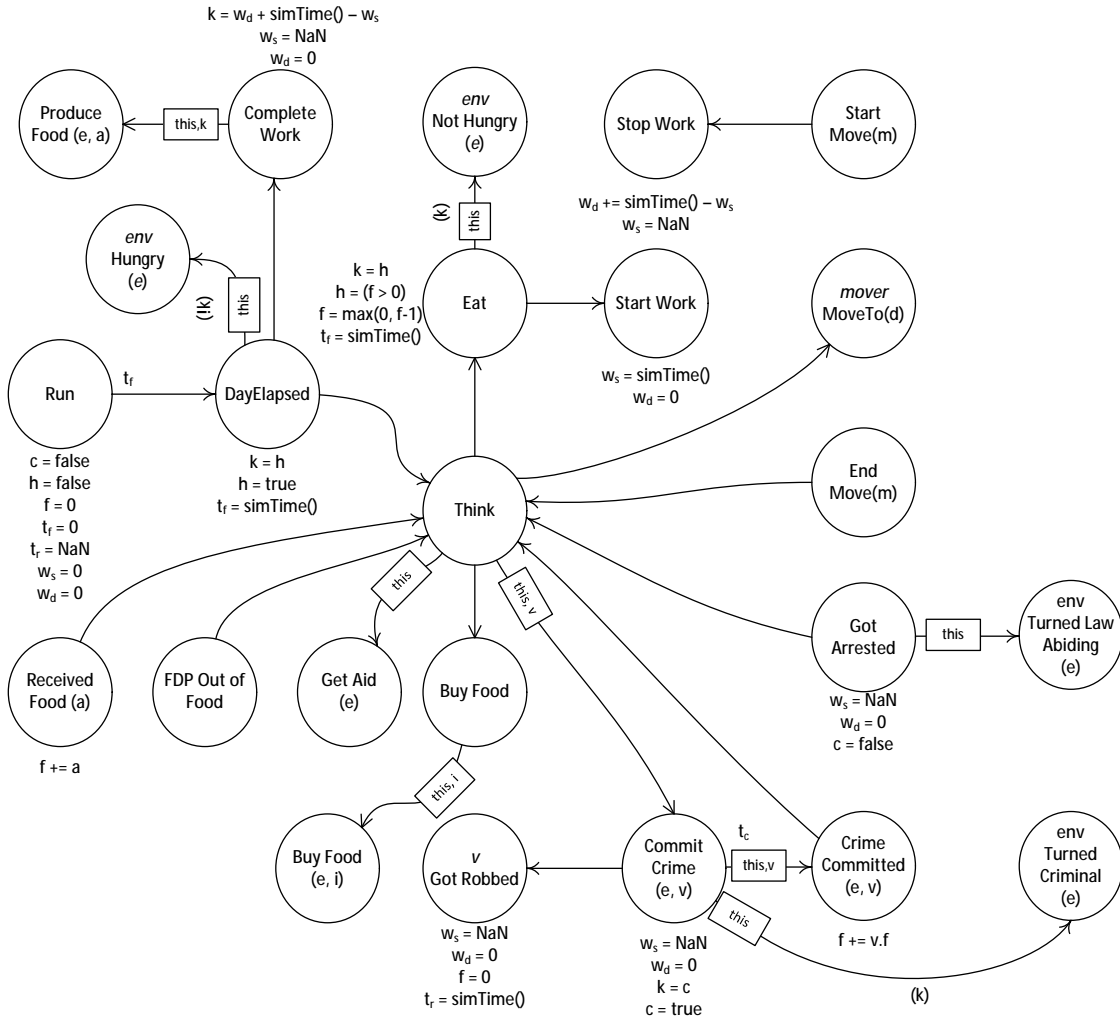 k = w_d + simTime() – w_s
w_s = NaN
w_d = 0
Produce
Food (e, a)
this,k
Complete
Work
env
Not Hungry
(e)
Stop Work
Start
Move(m)
w_d += simTime() – w_s
w_s = NaN
(k)
this
env
Hungry
(e)
(!k)
this
k = h
h = (f > 0)
f = max(0, f-1)
t_f = simTime()
Eat
Start Work
w_s = simTime()
w_d = 0
mover
MoveTo(d)
Run
t_f
DayElapsed
c = false
h = false
f = 0
t_f = 0
t_r = NaN
w_s = 0
w_d = 0
k = h
h = true
t_f = simTime()
Think
End
Move(m)
this
this, v
Got
Arrested
this
env
Turned Law
Abiding
(e)
w_s = NaN
w_d = 0
c = false
Received
Food (a)
f += a
FDP Out of
Food
Get Aid
(e)
Buy Food
this, i
Buy Food
(e, i)
v
Got Robbed
w_s = NaN
w_d = 0
f = 0
t_r = simTime()
Commit
Crime
(e, v)
w_s = NaN
w_d = 0
k = c
c = true
t_c
this,v
this
Crime
Committed
(e, v)
f += v.f
env
Turned
Criminal
(e)
(k)